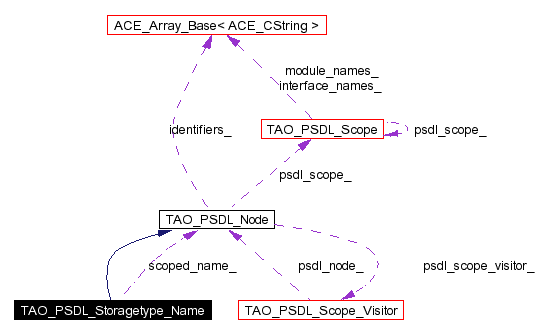 ACE_Array_Base< ACE_CString >
module_names_
interface_names_
identifiers_
TAO_PSDL_Scope
psdl_scope_
psdl_scope_
TAO_PSDL_Node
scoped_name_
psdl_node_
psdl_scope_visitor_
TAO_PSDL_Storagetype_Name
TAO_PSDL_Scope_Visitor